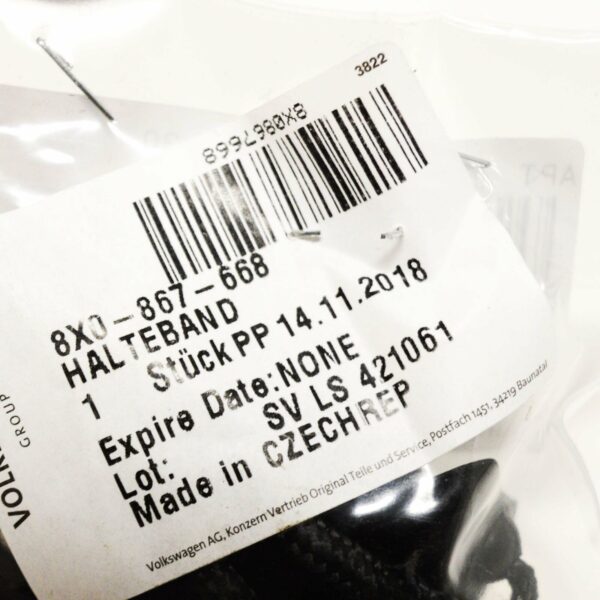 3822
8X0867668
8X0-867-668
HALTEBAND
1 Stück PP 14.11.2018
Expire Date:NONE
Lot: SV LS 421061
Made in CZECHREP
Volkswagen AG, Konzern Vertrieb Original Teile und Service, Postfach 1451, 34219 Baunatal
GROUP
APT